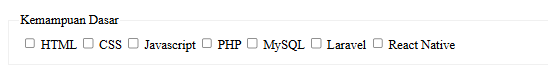 Kemampuan Dasar
HTML CSS Javascript PHP MySQL Laravel React Native